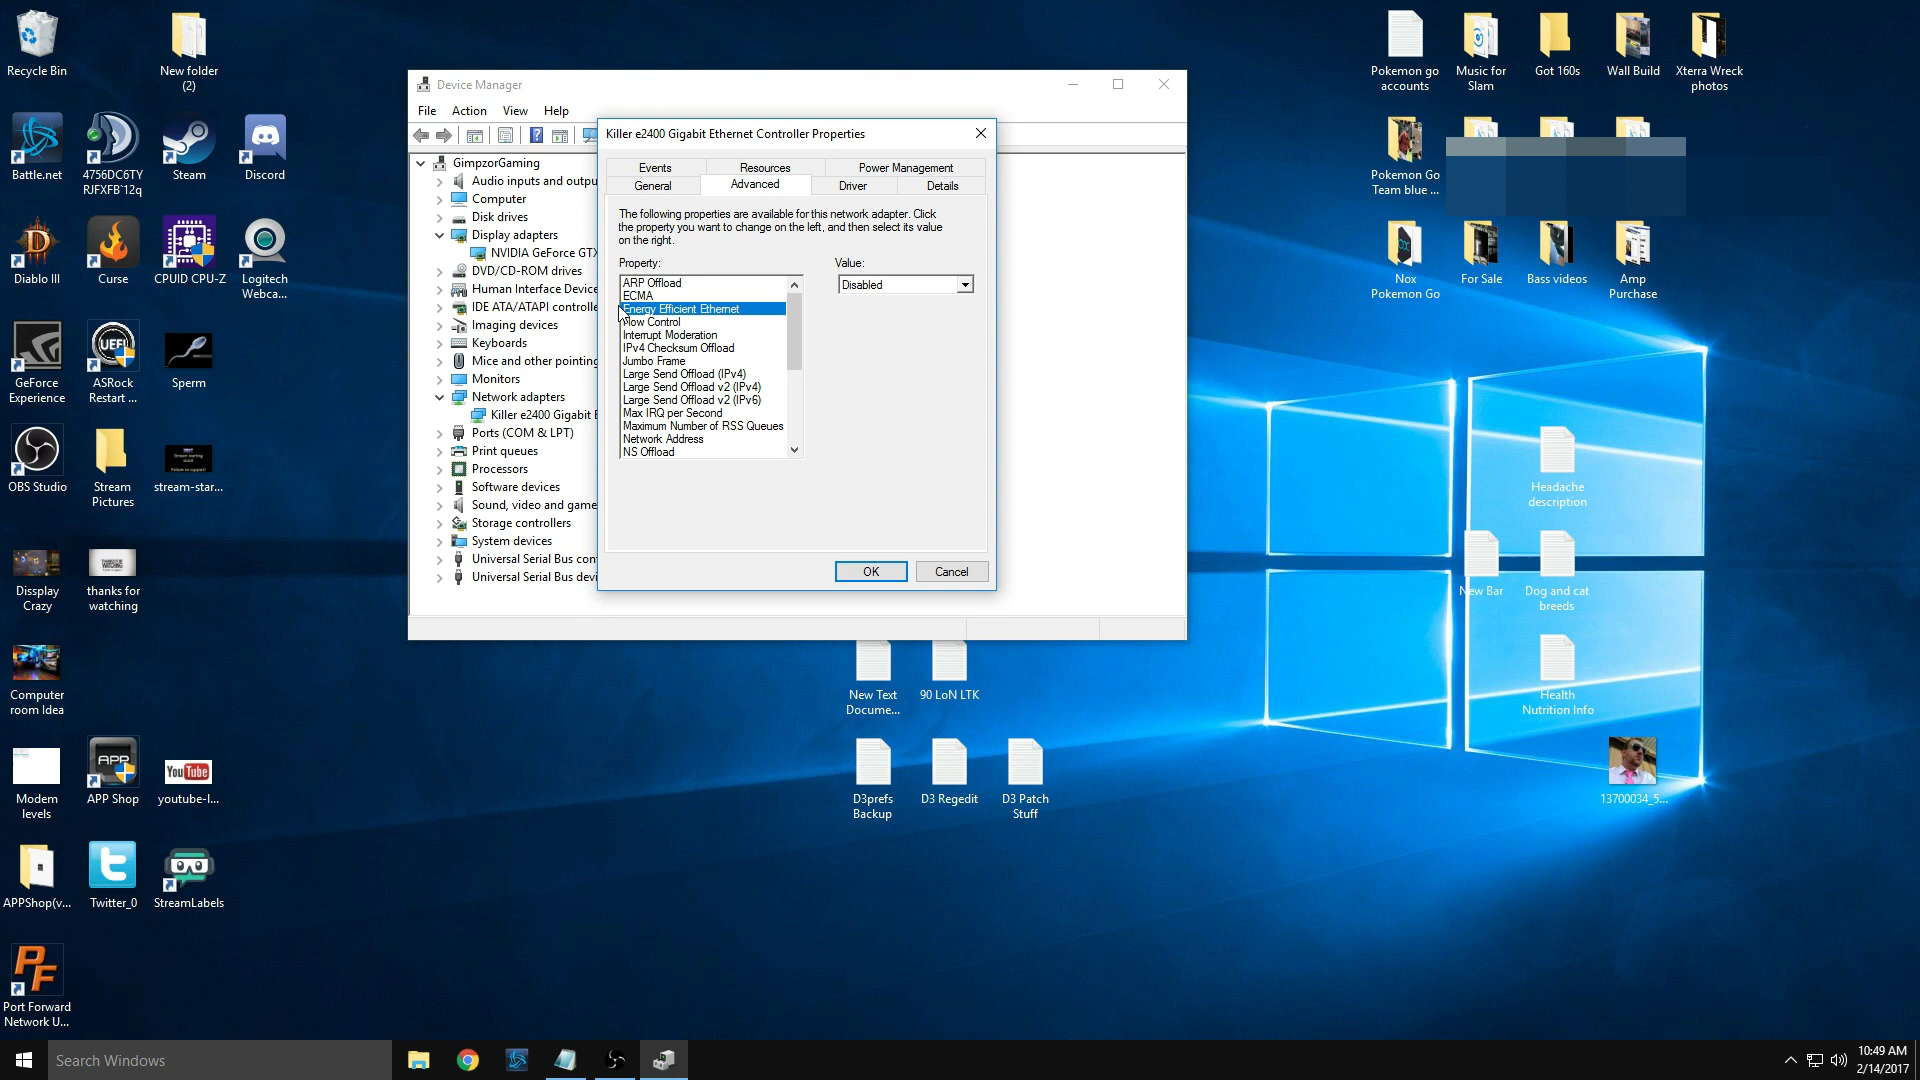 Recycle Bin
New folder
(2)
Battle.net
4756DC6TY
RJFXFB`12q
Steam
Discord
Diablo III
Curse
CPUID CPU-Z
Logitech
Webca...
GeForce
Experience
ASRock
Restart ...
Sperm
OBS Studio
Stream
Pictures
stream-star...
Dissplay
Crazy
thanks for
watching
Computer
room Idea
Modem
levels
APP
APP Shop
YouTube
youtube-l...
APPShop(v...
Twitter_0
StreamLabels
PF
Port Forward
Network U...
Device Manager
File
Action
View
Help
GimpzorGaming
Audio inputs and outpu
Computer
Disk drives
Display adapters
NVIDIA GeForce GTX
DVD/CD-ROM drives
Human Interface Device
IDE ATA/ATAPI controlle
Imaging devices
Keyboards
Mice and other pointing
Monitors
Network adapters
Killer e2400 Gigabit E
Ports (COM & LPT)
Print queues
Processors
Software devices
Sound, video and game
Storage controllers
System devices
Universal Serial Bus con
Universal Serial Bus devi
Killer e2400 Gigabit Ethernet Controller Properties
Events
Resources
Power Management
General
Advanced
Driver
Details
The following properties are available for this network adapter. Click
the property you want to change on the left, and then select its value
on the right.
Property:
Value:
ARP Offload
ECMA
Energy Efficient Ethernet
Flow Control
Interrupt Moderation
IPv4 Checksum Offload
Jumbo Frame
Large Send Offload (IPv4)
Large Send Offload v2 (IPv4)
Large Send Offload v2 (IPv6)
Max IRQ per Second
Maximum Number of RSS Queues
Network Address
NS Offload
Disabled
OK
Cancel
New Text
Docume...
90 LoN LTK
D3prefs
Backup
D3 Regedit
D3 Patch
Stuff
Pokemon go
accounts
Music for
Slam
Got 160s
Wall Build
Xterra Wreck
photos
Pokemon Go
Team blue ...
Nox
Pokemon Go
For Sale
Bass videos
Amp
Purchase
Headache
description
New Bar
Dog and cat
breeds
Health
Nutrition Info
13700034_5...
Search Windows
10:49 AM
2/14/2017